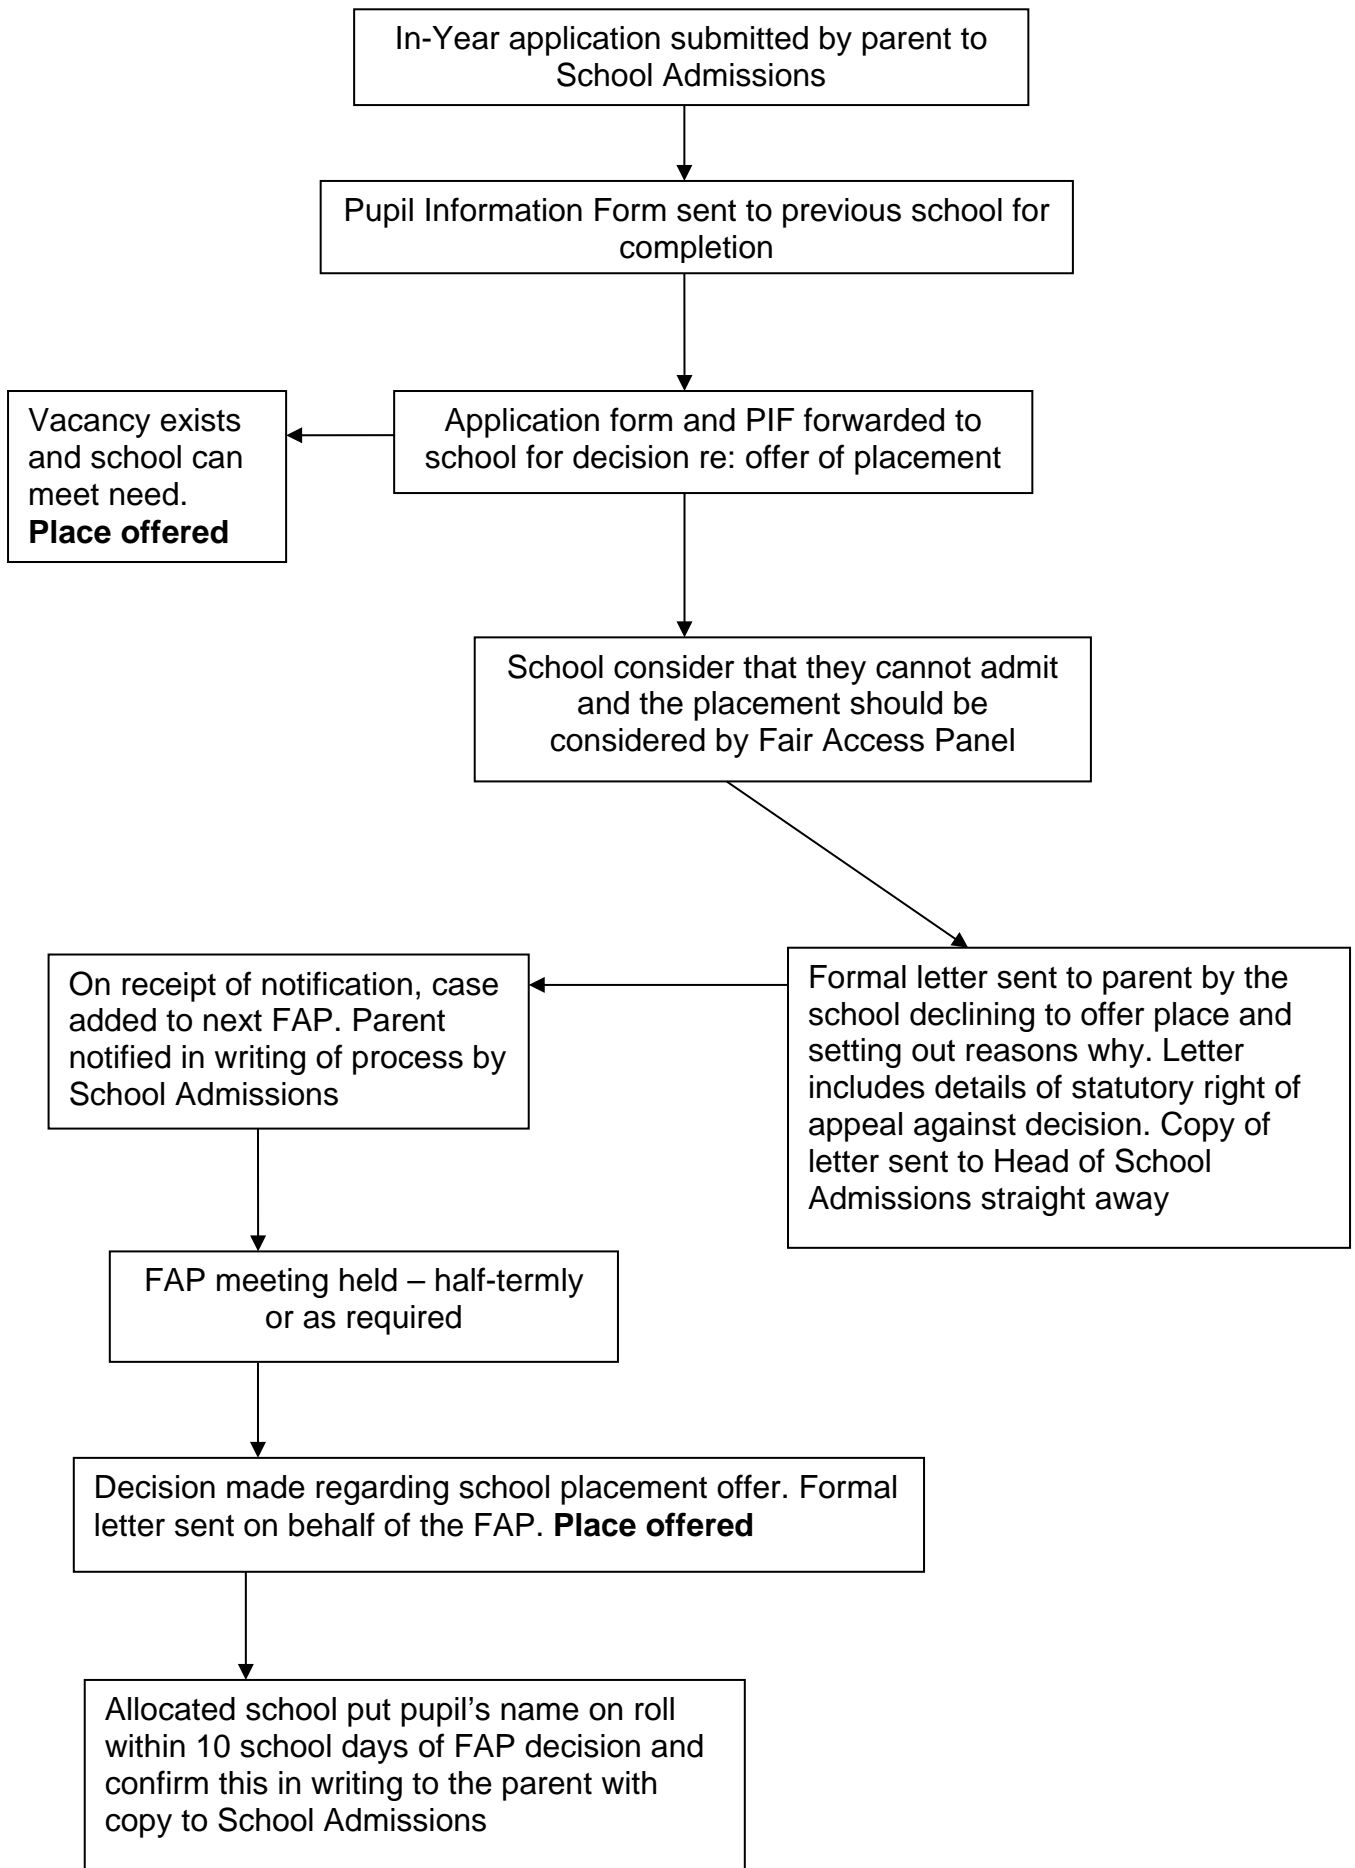 In-Year application submitted by parent to
School Admissions
Pupil Information Form sent to previous school for
completion
Vacancy exists
and school can
meet need.
Place offered
Application form and PIF forwarded to
school for decision re: offer of placement
School consider that they cannot admit
and the placement should be
considered by Fair Access Panel
Formal letter sent to parent by the
school declining to offer place and
setting out reasons why. Letter
includes details of statutory right of
appeal against decision. Copy of
letter sent to Head of School
Admissions straight away
On receipt of notification, case
added to next FAP. Parent
notified in writing of process by
School Admissions
FAP meeting held – half-termly
or as required
Decision made regarding school placement offer. Formal
letter sent on behalf of the FAP. Place offered
Allocated school put pupil’s name on roll
within 10 school days of FAP decision and
confirm this in writing to the parent with
copy to School Admissions